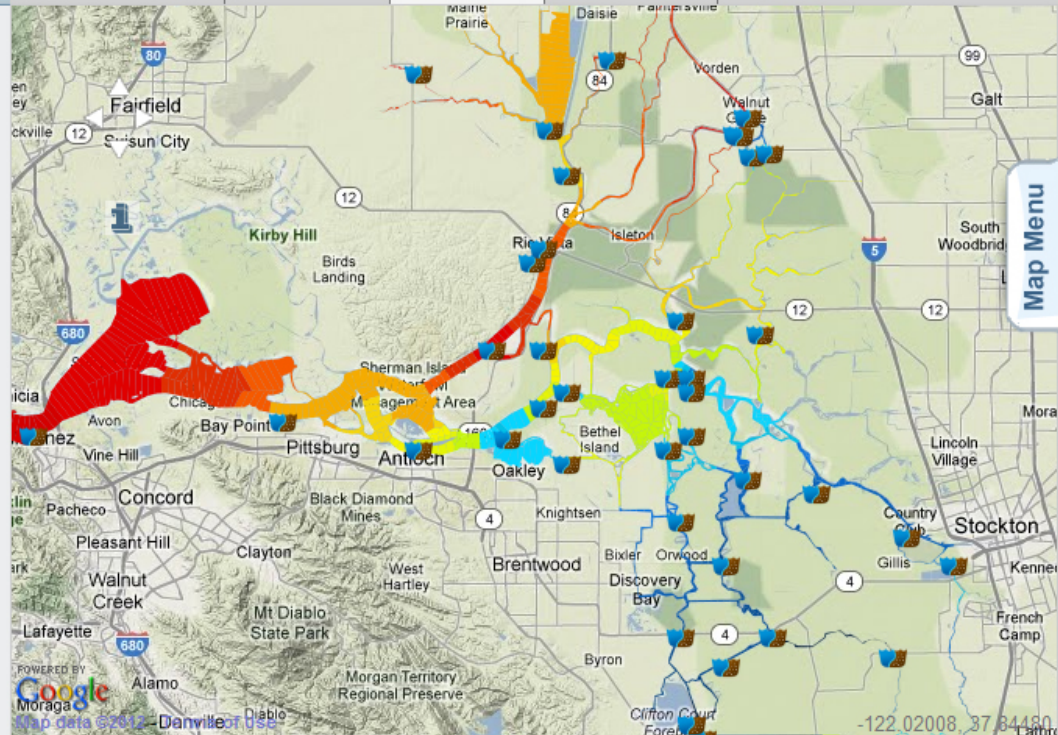 Maine
Prairie
Daisie
Paintersville
80
84
Vorden
99
Fairfield
Walnut
Galt
12
Suisun City
12
Kirby Hill
Isleton
Rio Vista
South
Woodbridge
5
Birds
Landing
12
12
680
Sherman Island
Waterfowl
Management Area
Avon
Bay Point
Pittsburg
Antioch
160
Bethel
Island
Oakley
Lincoln
Village
Vine Hill
Concord
Black Diamond
Mines
Knightsen
4
Country
Club
Stockton
Pacheco
Pleasant Hill
Clayton
Brentwood
Bixler
Orwood
Gillis
West
Hartley
Discovery
Bay
4
Walnut
Creek
Mt Diablo
State Park
French
Camp
Lafayette
680
4
Byron
POWERED BY
Google
Alamo
Morgan Territory
Regional Preserve
Moraga
Diablo
Danville
Clifton Court
Map Menu
-122.02008, 37.84480